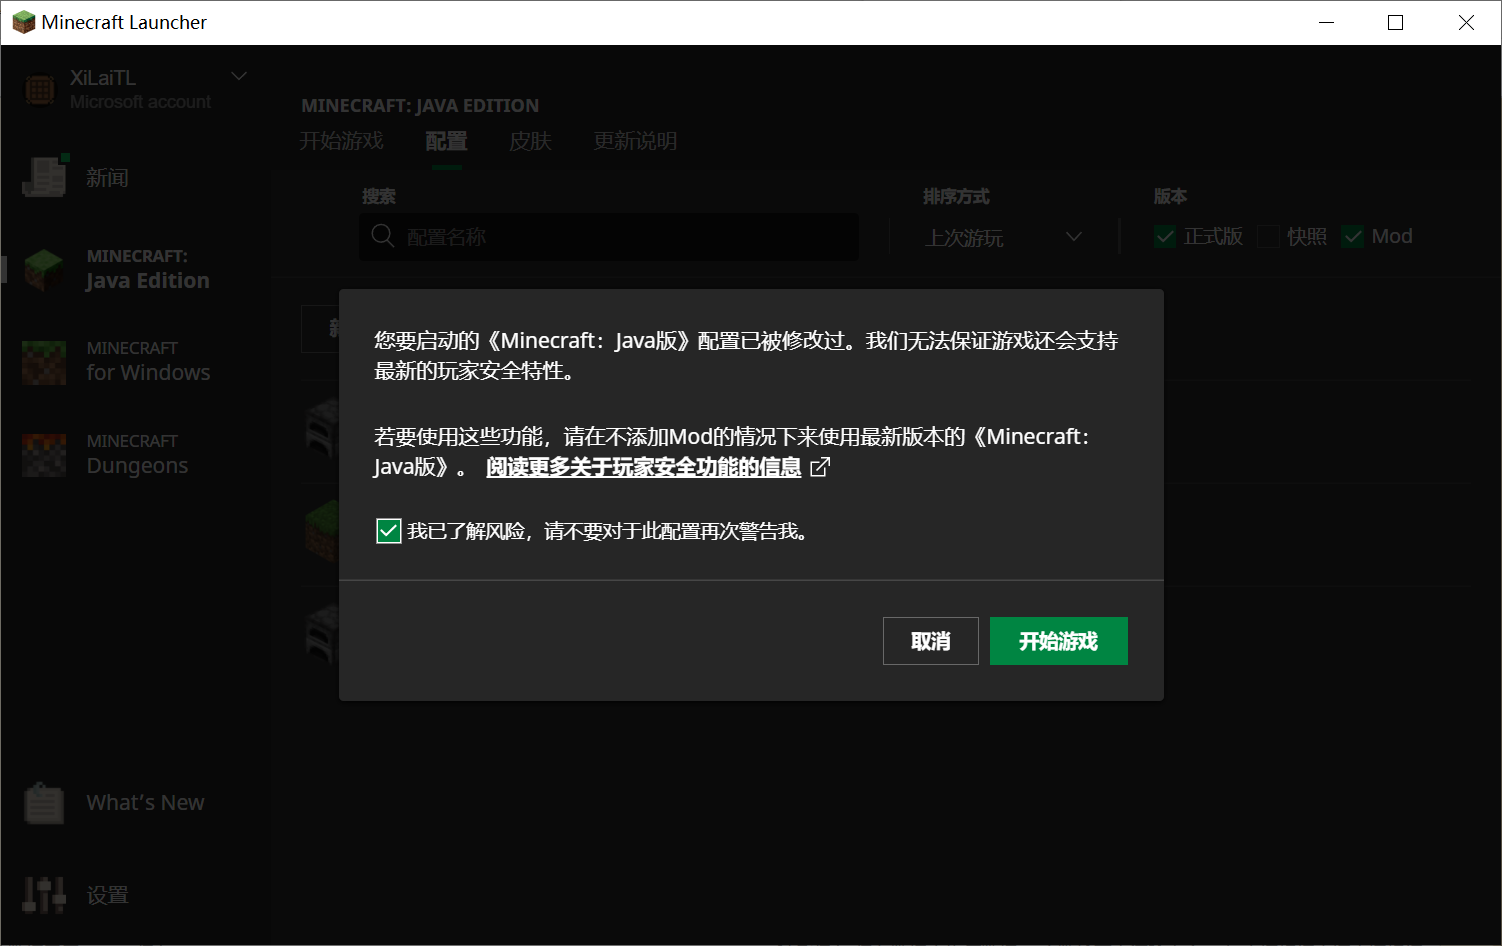 Minecraft Launcher
XiLaiTL
Microsoft account
新闻
MINECRAFT:
Java Edition
MINECRAFT
for Windows
MINECRAFT
Dungeons
What's New
设置
MINECRAFT: JAVA EDITION
开始游戏 配置 皮肤 更新说明
搜索 排序方式 版本
配置名称 上次游玩 正式版 快照 Mod
您要启动的《Minecraft：Java版》配置已被修改过。我们无法保证游戏还会支持
最新的玩家安全特性。
若要使用这些功能，请在不添加Mod的情况下来使用最新版本的《Minecraft：
Java版》。 阅读更多关于玩家安全功能的信息
我已了解风险，请不要对于此配置再次警告我。
取消 开始游戏